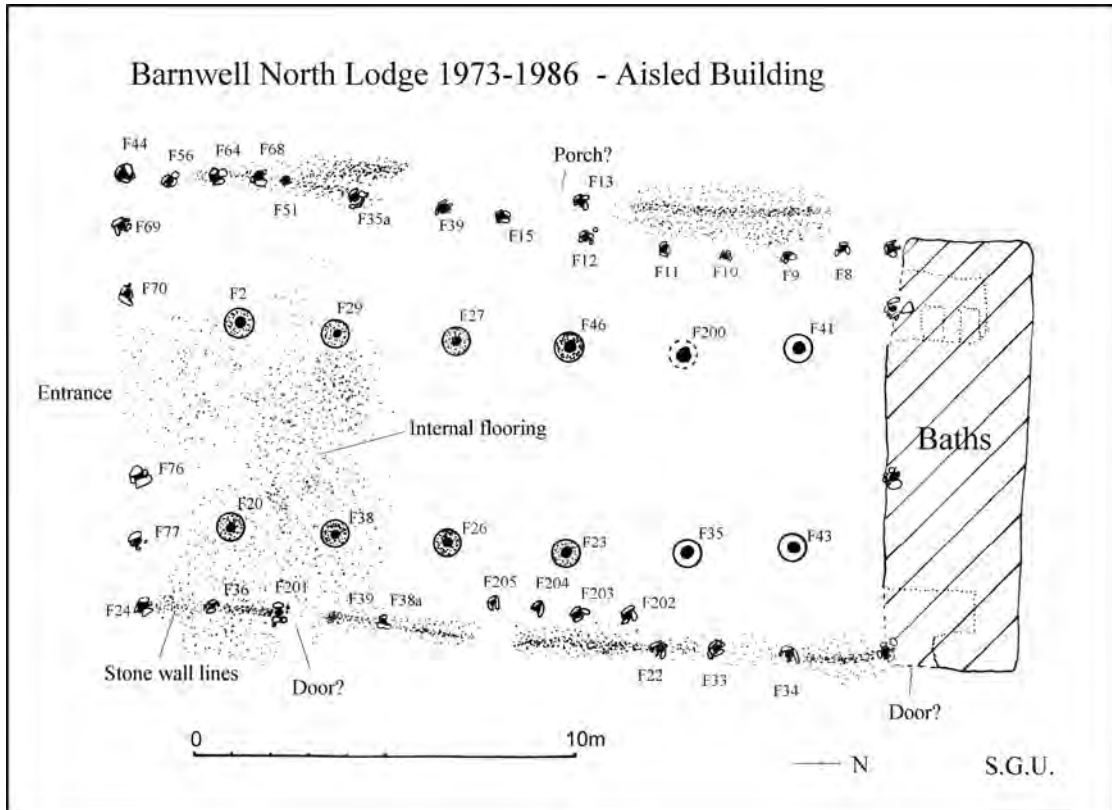 Barnwell North Lodge 1973-1986 - Aisled Building
F44
F56
F64
F68
Porch?
F13
F69
F51
F35a
F39
F15
F12
F11
F10
F9
F8
F70
F2
F29
F27
F46
F200
F41
Entrance
Internal flooring
Baths
F76
F20
F38
F26
F23
F35
F43
F77
F24
F36
F201
F39
F38a
F205
F204
F203
F202
Stone wall lines
Door?
F22
F33
F34
Door?
0
10m
N
S.G.U.